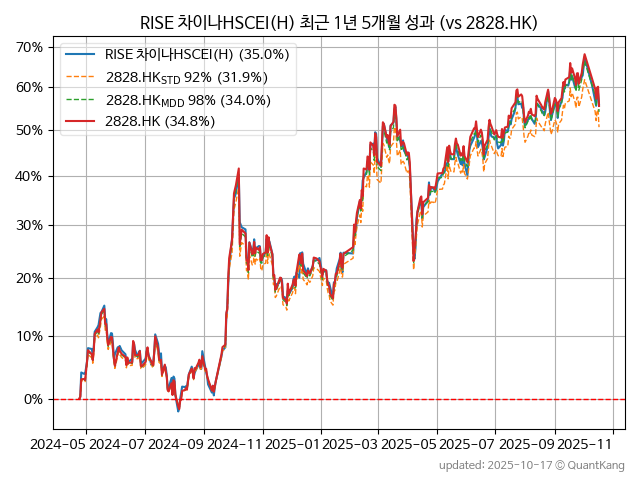 RISE 차이나HSCEI(H) 최근 1년 5개월 성과 (vs 2828.HK)
RISE 차이나HSCEI(H) (35.0%)
2828.HK_STD 92% (31.9%)
2828.HK_MDD 98% (34.0%)
2828.HK (34.8%)
70%
60%
50%
40%
30%
20%
10%
0%
2024-05 2024-07 2024-09 2024-11 2025-01 2025-03 2025-05 2025-07 2025-09 2025-11
updated: 2025-10-17 © QuantKang